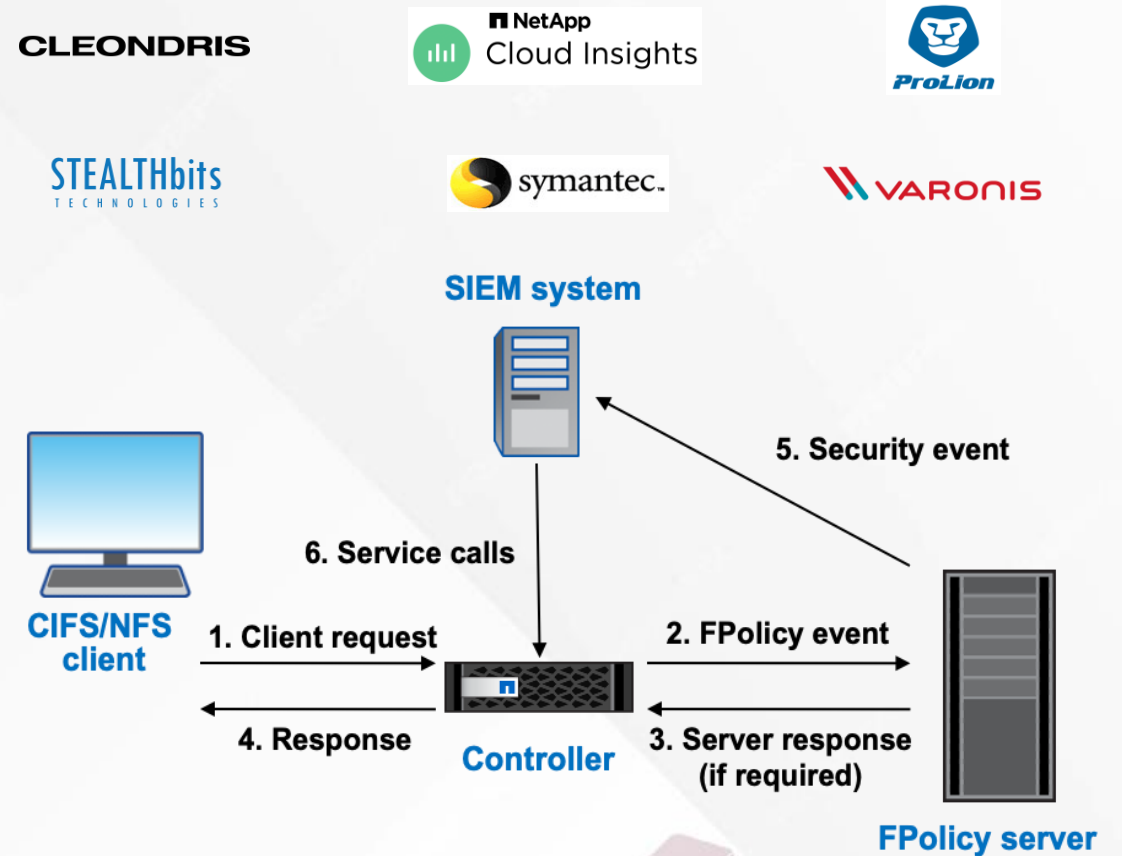 CLEONDRIS
NetApp
Cloud Insights
ProLion
STEALTHbits
TECHNOLOGIES
symantec.
VARONIS
SIEM system
5. Security event
6. Service calls
CIFS/NFS
client
1. Client request
2. FPolicy event
4. Response
Controller
3. Server response
(if required)
FPolicy server